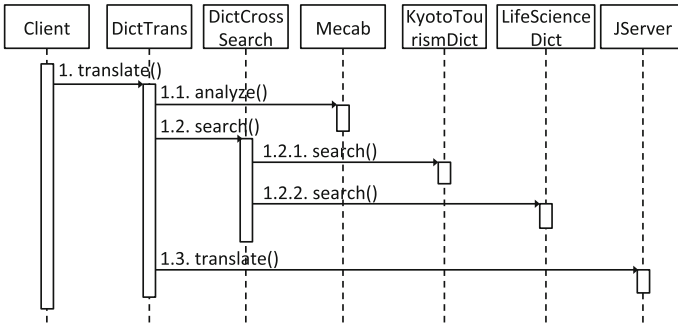 Client
DictTrans
DictCross
Search
Mecab
KyotoTou
rismDict
LifeScience
Dict
JServer
1. translate()
1.1. analyze()
1.2. search()
1.2.1. search()
1.2.2. search()
1.3. translate()